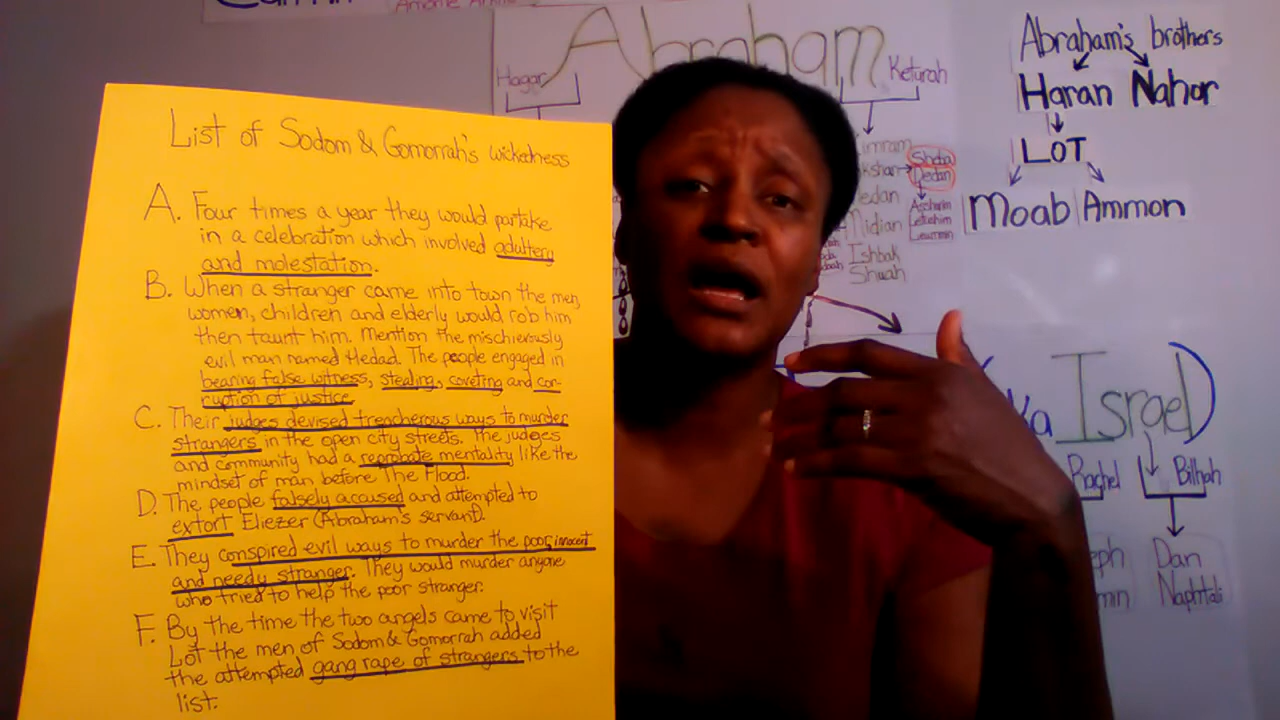 Abraham
Hagar
Keturah
Shuah
Ishbak
Midian
Sheba
Dedan
Asshurim
Letushim
Leummim
Abraham's brothers
Haran Nahor
LOT
Moab Ammon
Israel)
Rachel
Bilhah
Dan
Naphtali
List of Sodom & Gomorrah's wickedness
A. Four times a year they would partake
in a celebration which involved adultery
and molestation.
B. When a stranger came into town the men,
women, children and elderly would rob him
then taunt him. Mention the mischievously
evil man named Hedad. The people engaged in
bearing false witness, stealing, coveting and cor-
ruption of justice.
C. Their judges devised treacherous ways to murder
strangers in the open city streets. The judges
and community had a reprobate mentality like the
mindset of man before The Flood.
D. The people falsely accused and attempted to
extort Eliezer (Abraham's servant).
E. They conspired evil ways to murder the poor, innocent
and needy stranger. They would murder anyone
who tried to help the poor stranger.
F. By the time the two angels came to visit
Lot the men of Sodom & Gomorrah added
the attempted gang rape of strangers to the
list.